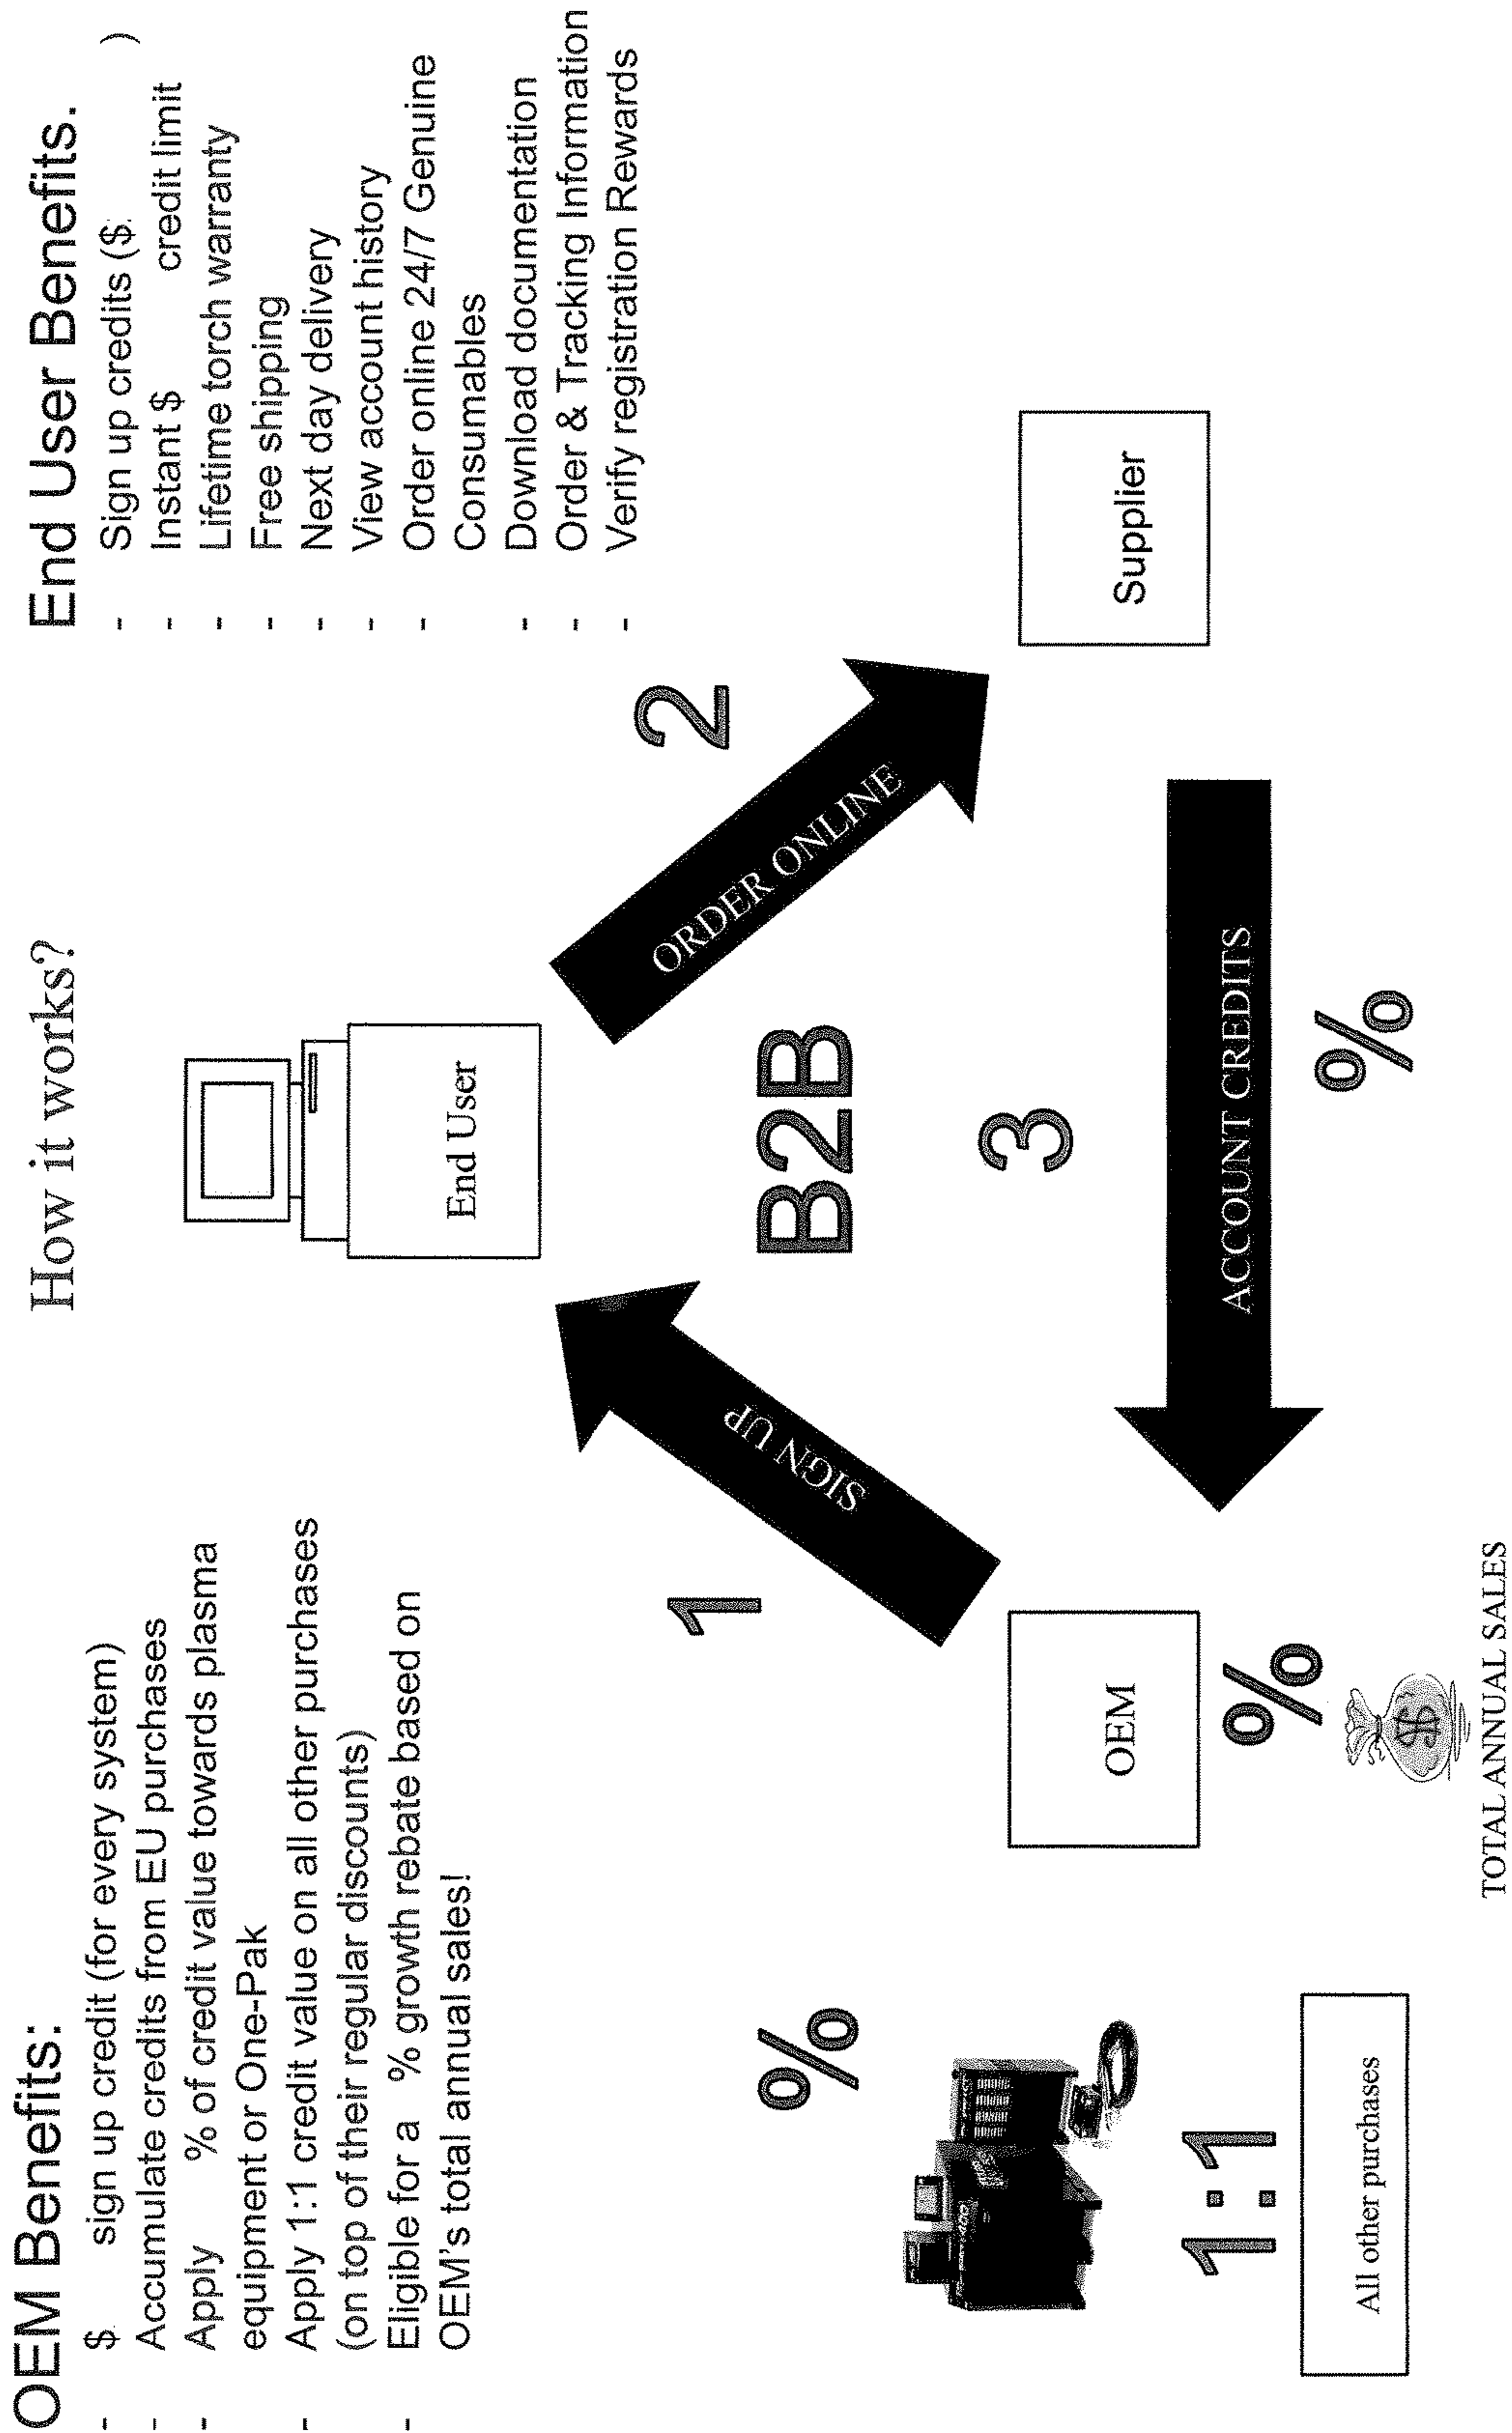 How it works?
OEM Benefits:
- $ sign up credit (for every system)
- Accumulate credits from EU purchases
- Apply % of credit value towards plasma
equipment or One-Pak
- Apply 1:1 credit value on all other purchases
(on top of their regular discounts)
- Eligible for a % growth rebate based on
OEM's total annual sales!
End User Benefits.
- Sign up credits ($ )
- Instant $ credit limit
- Lifetime torch warranty
- Free shipping
- Next day delivery
- View account history
- Order online 24/7 Genuine
Consumables
- Download documentation
- Order & Tracking Information
- Verify registration Rewards
End User
1
SIGN UP
2
ORDER ONLINE
B2B
3
ACCOUNT CREDITS
%
Supplier
OEM
%
$
TOTAL ANNUAL SALES
%
1:1
All other purchases